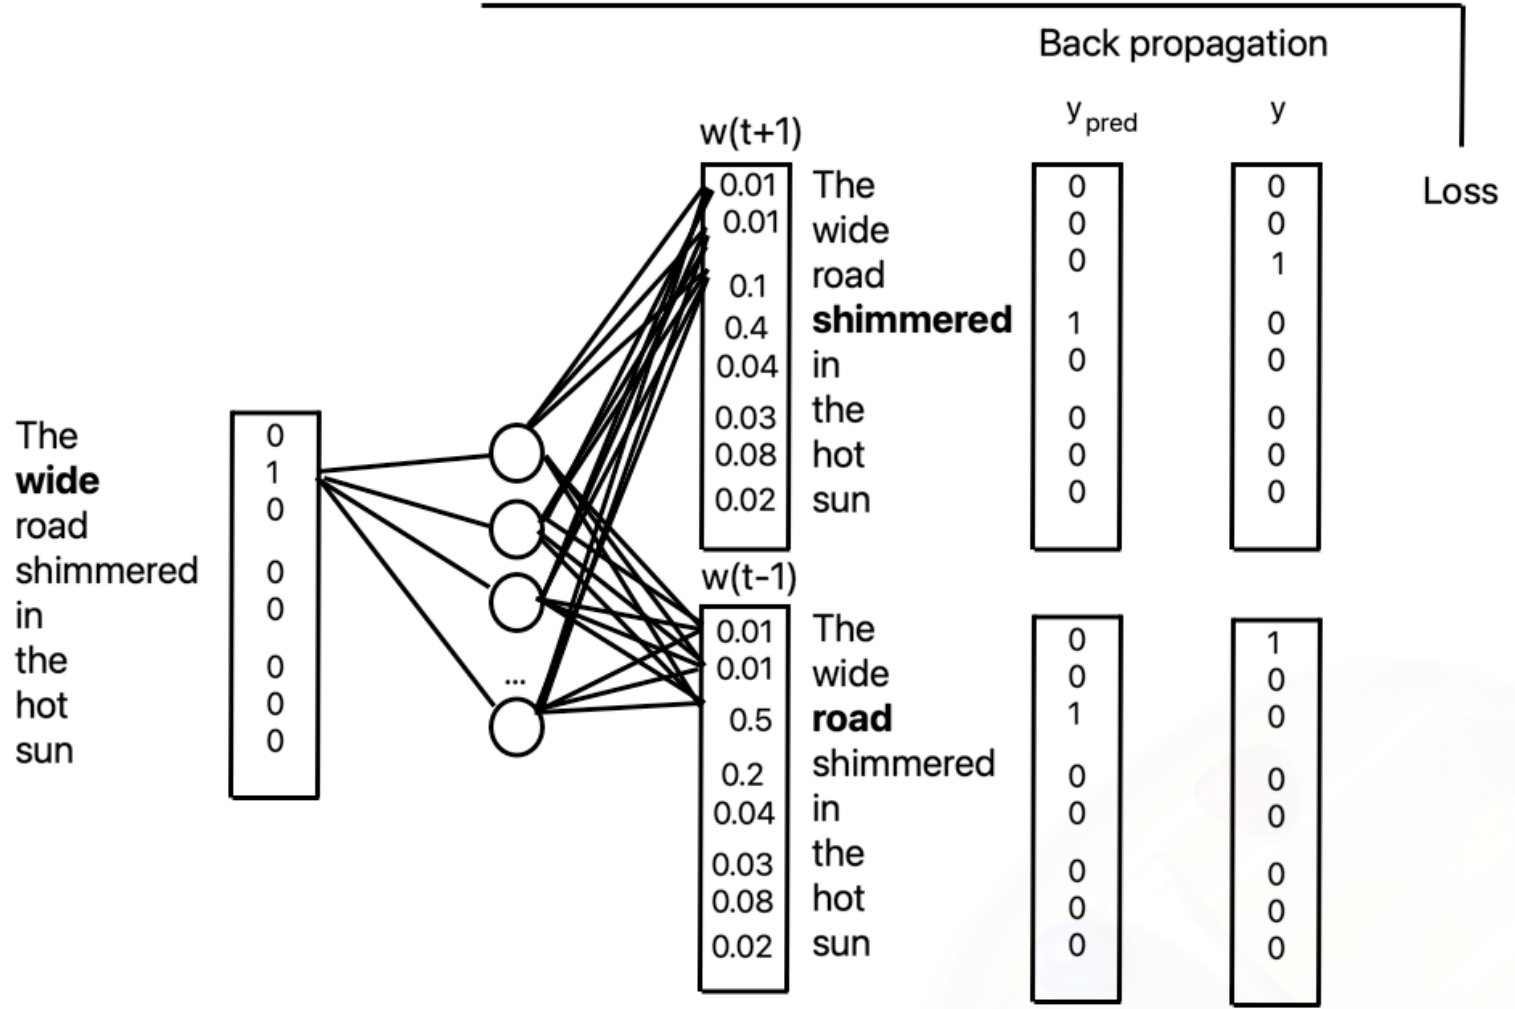 Back propagation
y pred
y
Loss
The
wide
road
shimmered
in
the
hot
sun
0
1
0
0
0
0
0
0
...
w(t+1)
0.01
0.01
0.1
0.4
0.04
0.03
0.08
0.02
The
wide
road
shimmered
in
the
hot
sun
0
0
0
1
0
0
0
0
0
0
1
0
0
0
0
0
w(t-1)
0.01
0.01
0.5
0.2
0.04
0.03
0.08
0.02
The
wide
road
shimmered
in
the
hot
sun
0
0
1
0
0
0
0
0
1
0
0
0
0
0
0
0